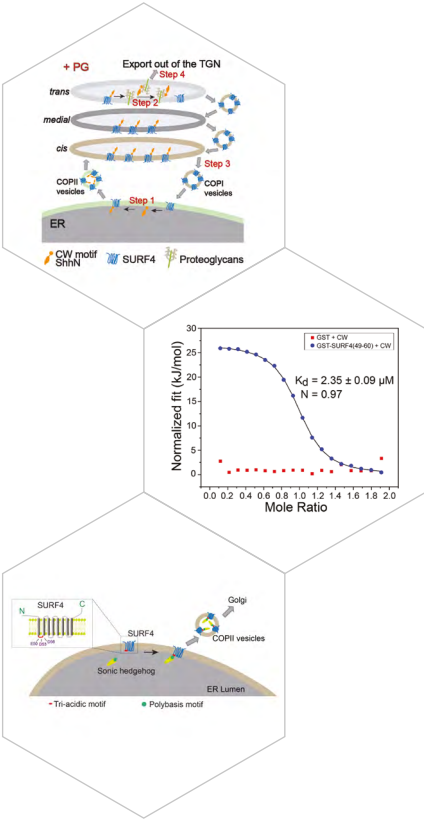 + PG
Export out of the TGN
Step 4
trans
Step 2
medial
cis
Step 3
COPII
vesicles
Step 1
COPI
vesicles
ER
CW motif
ShhN
SURF4
Proteoglycans
30
25
20
15
10
5
0
Normalized fit (kJ/mol)
GST + CW
GST-SURF4(49-60) + CW
Kd = 2.35 ± 0.09 µM
N = 0.97
0.0 0.2 0.4 0.6 0.8 1.0 1.2 1.4 1.6 1.8 2.0
Mole Ratio
SURF4
N
C
SURF4
Golgi
COPII vesicles
Sonic hedgehog
ER Lumen
Tri-acidic motif
Polybasis motif